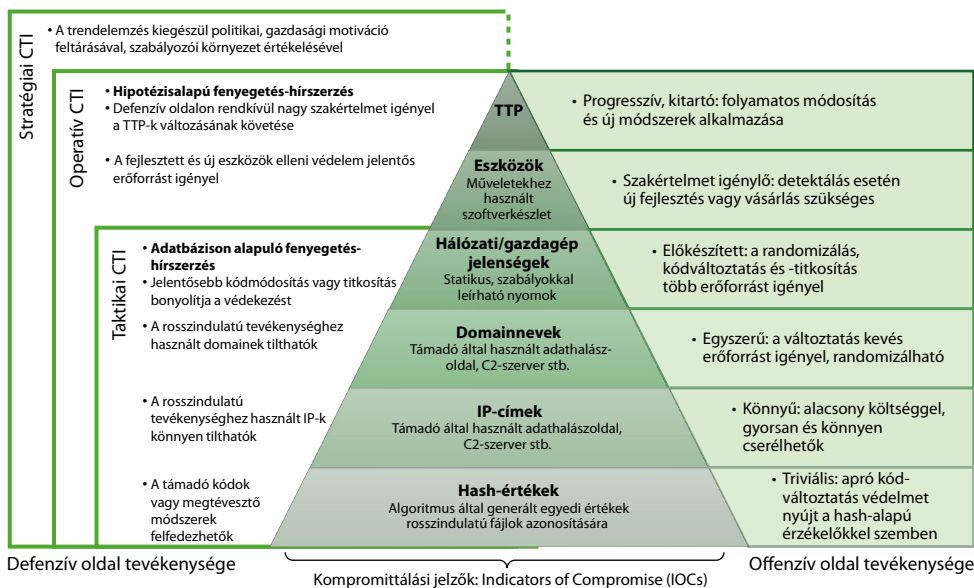 Stratégiai CTI
• A trendelemzés kiegészül politikai, gazdasági motiváció
feltárásával, szabályozói környezet értékelésével
Operatív CTI
• Hipotézisalapú fenyegetés-hírszerzés
• Defenzív oldalon rendkívül nagy szakértelmet igényel
a TTP-k változásának követése
• A fejlesztett és új eszközök elleni védelem jelentős
erőforrást igényel
Taktikai CTI
• Adatbázison alapuló fenyegetés-
hírszerzés
• Jelentősebb kódmódosítás vagy titkosítás
bonyolítja a védekezést
• A rosszindulatú tevékenységhez
használt domainek tilthatók
• A rosszindulatú
tevékenységhez használt IP-k
könnyen tilthatók
• A támadó kódok
vagy megtévesztő
módszerek
felfedezhetők
TTP
Eszközök
Műveletekhez
használt
szoftverkészlet
Hálózati/gazdagép
jelenségek
Statikus, szabályokkal
leírható nyomok
Domainnevek
Támadó által használt adathalász-
oldal, C2-szerver stb.
IP-címek
Támadó által használt adathalászoldal,
C2-szerver stb.
Hash-értékek
Algoritmus által generált egyedi értékek
rosszindulatú fájlok azonosítására
• Progresszív, kitartó: folyamatos módosítás
és új módszerek alkalmazása
• Szakértelmet igénylő: detektálás esetén
új fejlesztés vagy vásárlás szükséges
• Előkészített: a randomizálás,
kódváltoztatás és -titkosítás
több erőforrást igényel
• Egyszerű: a változtatás kevés
erőforrást igényel, randomizálható
• Könnyű: alacsony költséggel,
gyorsan és könnyen
cserélhetők
• Triviális: apró kód-
változtatás védelmet
nyújt a hash-alapú
érzékelőkkel szemben
Defenzív oldal tevékenysége
Offenzív oldal tevékenysége
Kompromittálási jelzők: Indicators of Compromise (IOCs)